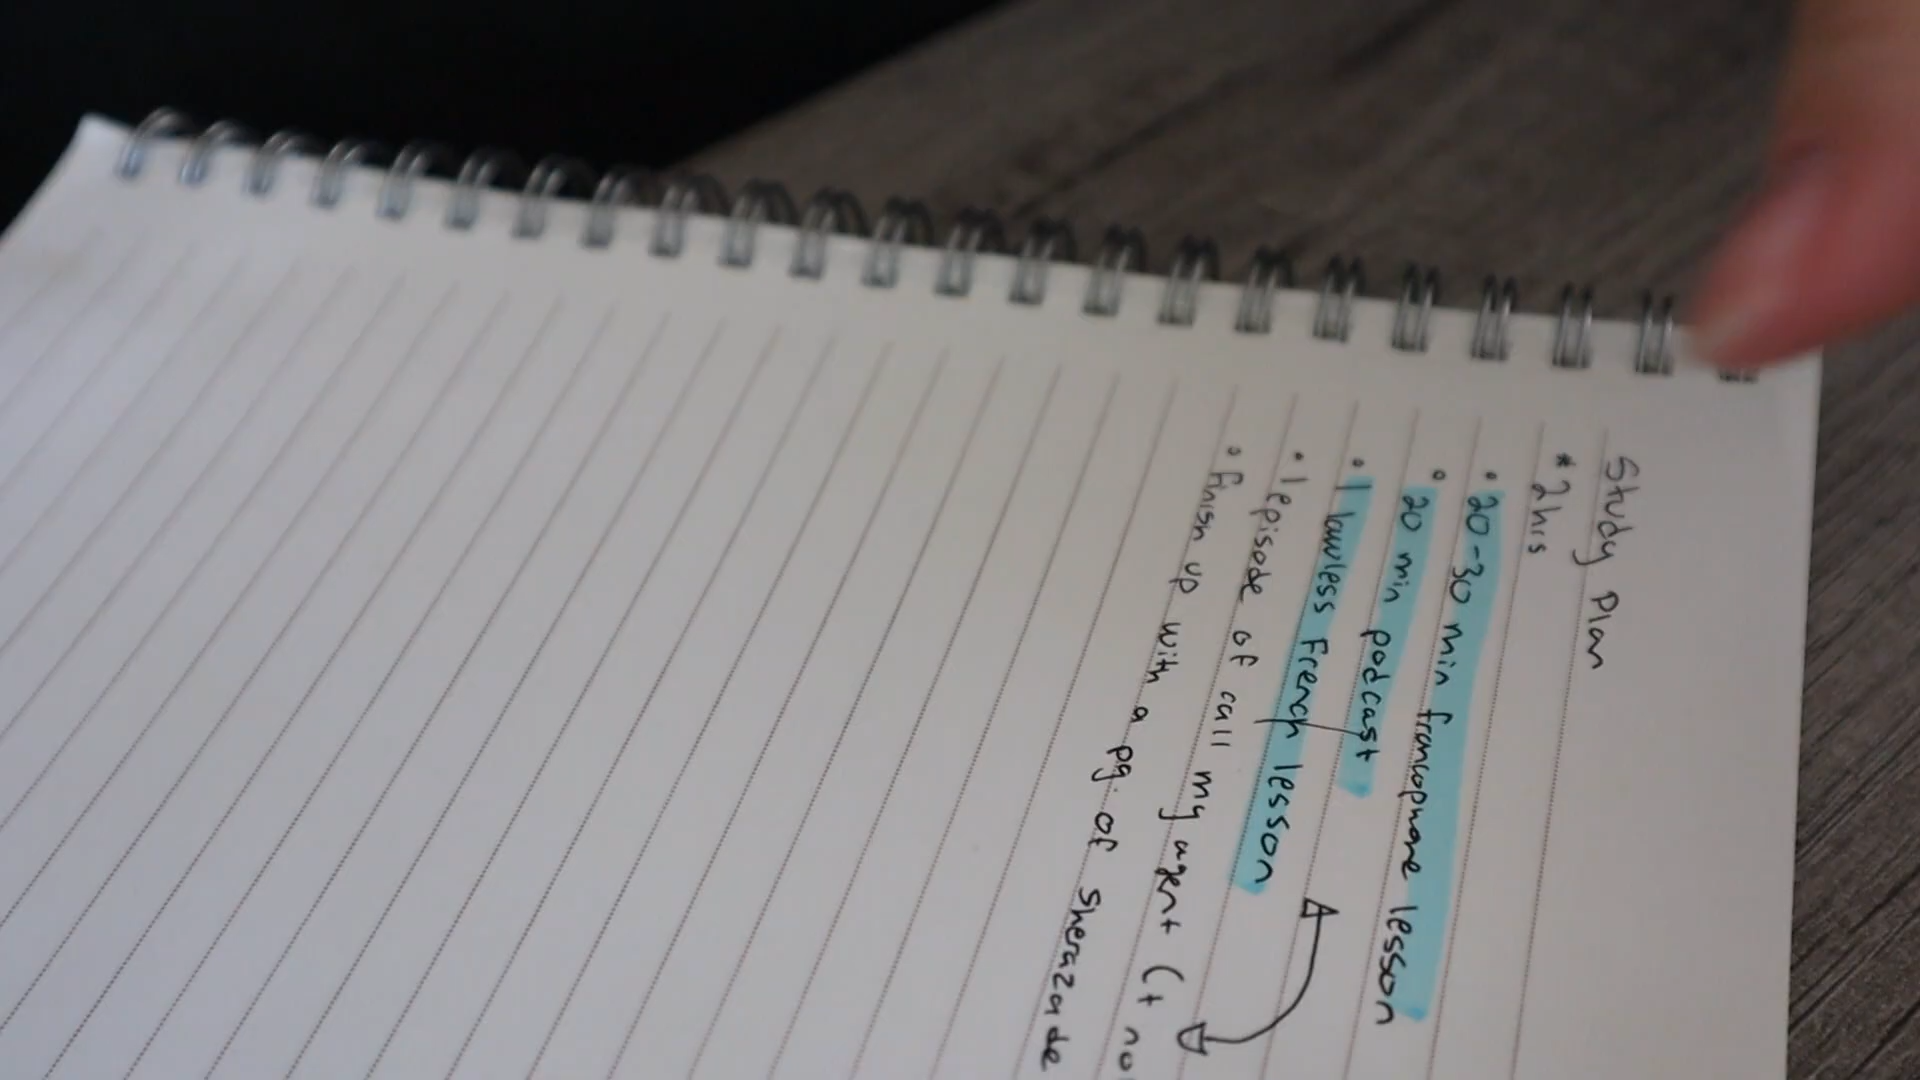 Study Plan
* 2hrs
• 20-30 min francophone lesson
• 20 min podcast
• 1 lawless French lesson
• 1 episode of call my agent (+ no
• finish up with a pg. of Sherazade